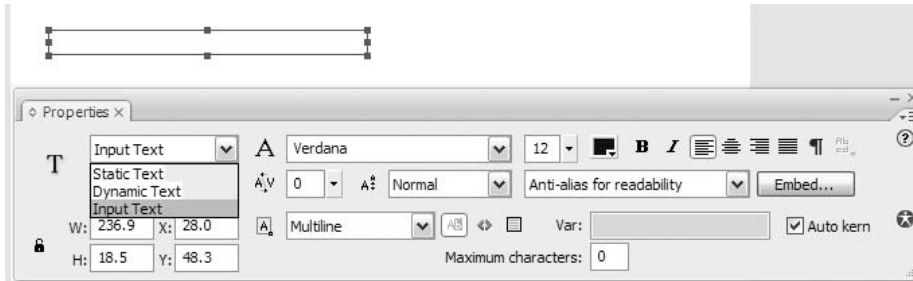 Properties
T Input Text A Verdana 12 B I ¶
Static Text
Dynamic Text
Input Text
AV 0 A Normal Anti-alias for readability Embed...
W: 236.9 X: 28.0 A Multiline Var: Auto kern
H: 18.5 Y: 48.3 Maximum characters: 0